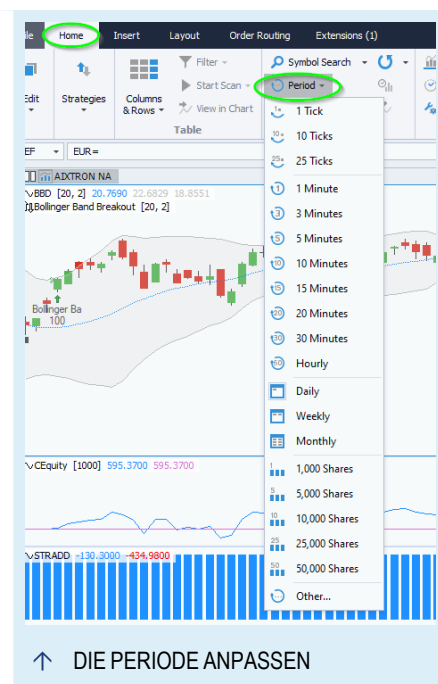 ile Home Insert Layout Order Routing Extensions (1)
Filter
Symbol Search
Start Scan
Period
Edit Strategies Columns & Rows View in Chart
Table
EF EUR=
AIXTRON NA
BBD [20, 2] 20.7690 22.6829 18.8551
Bollinger Band Breakout [20, 2]
Bollinger Ba
100
1 Tick
10 Ticks
25 Ticks
1 Minute
3 Minutes
5 Minutes
10 Minutes
15 Minutes
20 Minutes
30 Minutes
Hourly
Daily
Weekly
Monthly
1,000 Shares
5,000 Shares
10,000 Shares
25,000 Shares
50,000 Shares
Other...
CEquity [1000] 595.3700 595.3700
STRADD -130.3000 -434.9800
↑ DIE PERIODE ANPASSEN